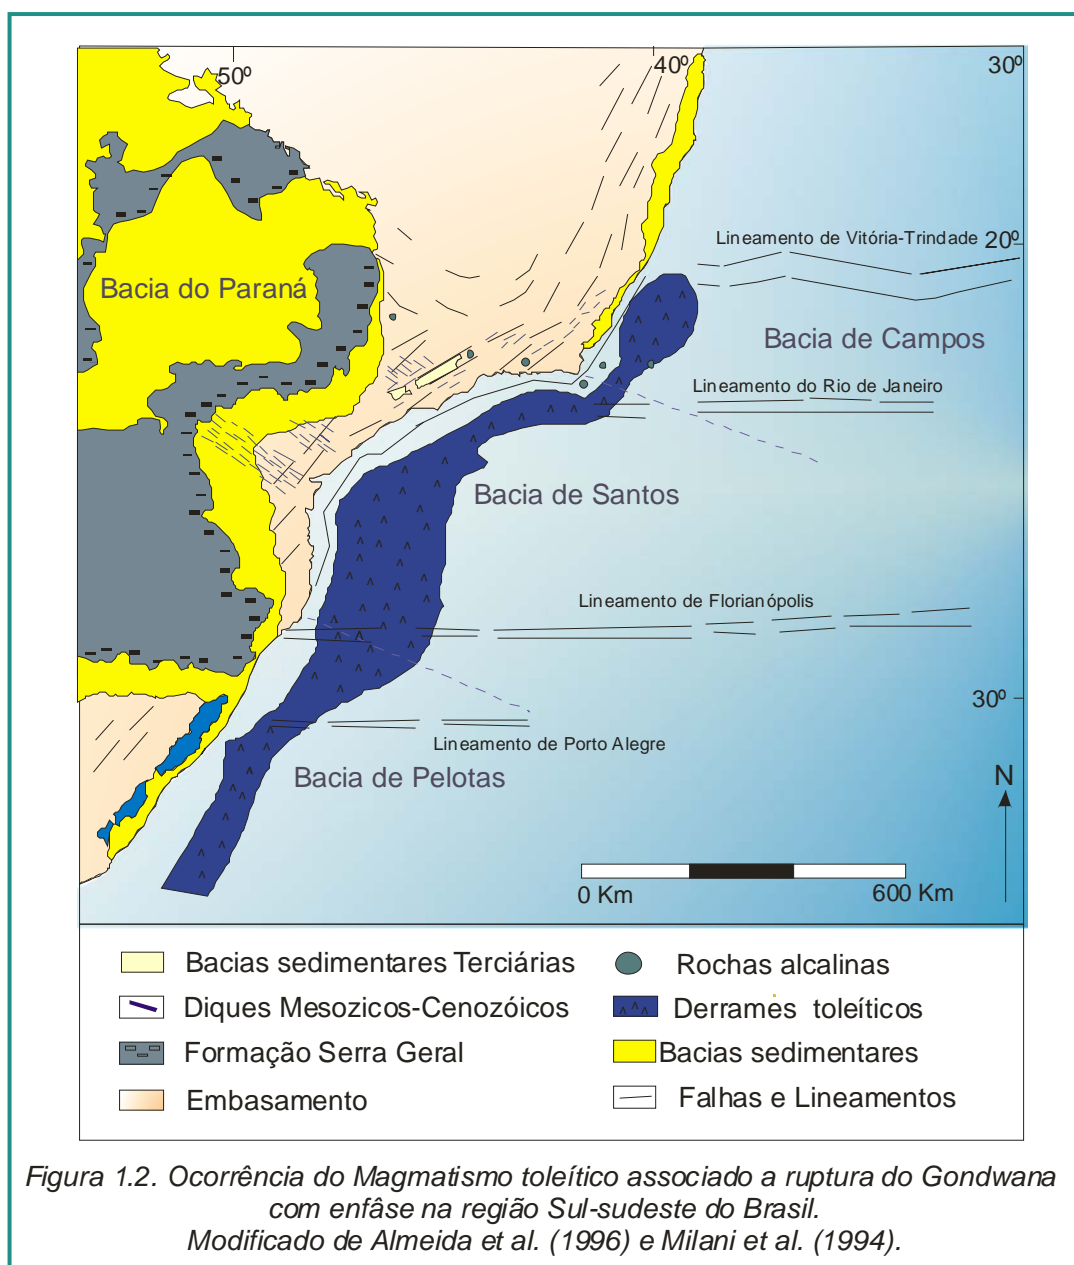 50º
40º
30º
Lineamento de Vitória-Trindade
20º
Bacia do Paraná
Bacia de Campos
Lineamento do Rio de Janeiro
Bacia de Santos
Lineamento de Florianópolis
30º
Lineamento de Porto Alegre
Bacia de Pelotas
N
0 Km
600 Km
Bacias sedimentares Terciárias
Rochas alcalinas
Diques Mesozicos-Cenozóicos
Derrames toleíticos
Formação Serra Geral
Bacias sedimentares
Embasamento
Falhas e Lineamentos
Figura 1.2. Ocorrência do Magmatismo toleítico associado a ruptura do Gondwana
com enfâse na região Sul-sudeste do Brasil.
Modificado de Almeida et al. (1996) e Milani et al. (1994).